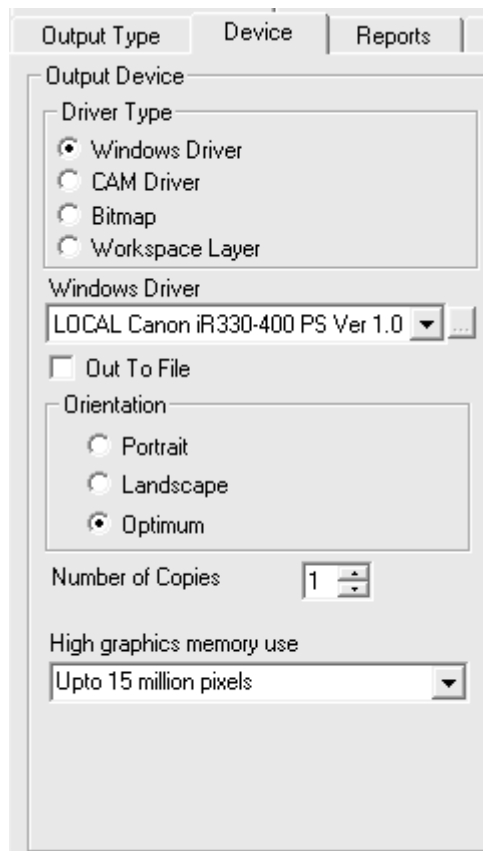 Output Type Device Reports
Output Device
Driver Type
Windows Driver
CAM Driver
Bitmap
Workspace Layer
Windows Driver
LOCAL Canon iR330-400 PS Ver 1.0 ...
Out To File
Orientation
Portrait
Landscape
Optimum
Number of Copies 1
High graphics memory use
Upto 15 million pixels